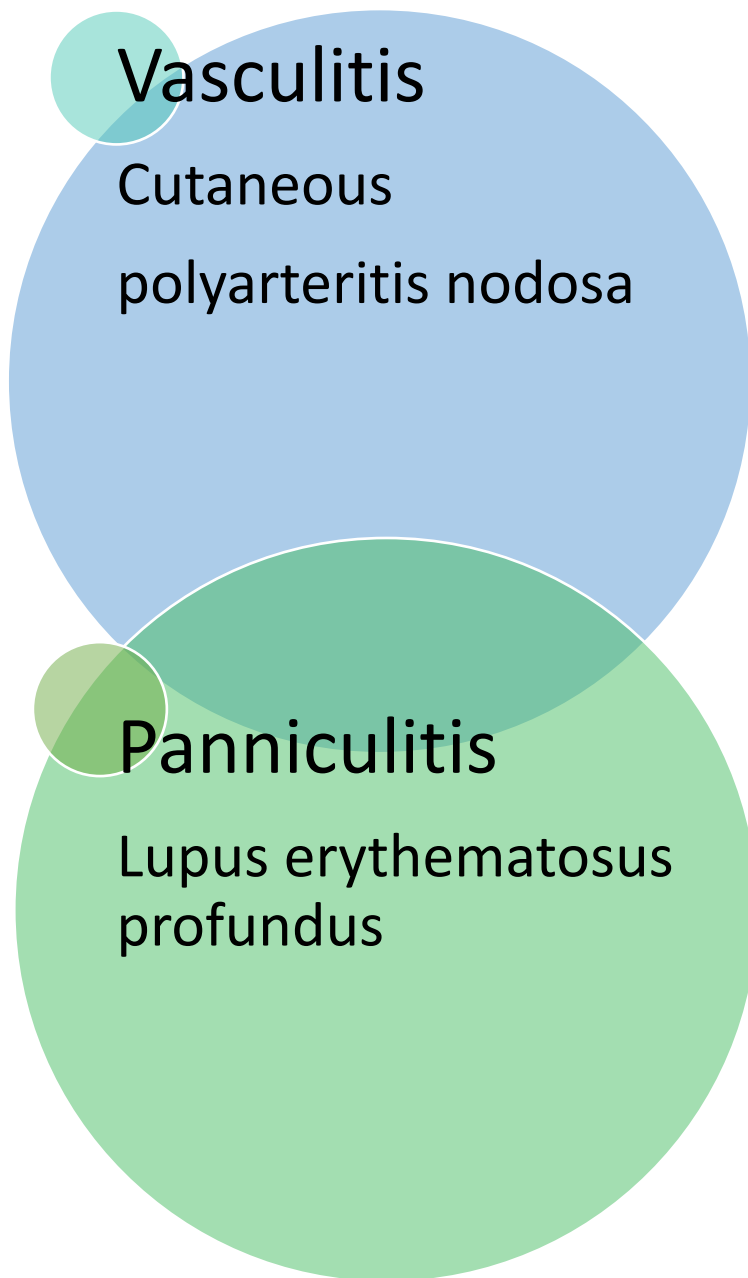 Vasculitis
Cutaneous
polyarteritis nodosa
Panniculitis
Lupus erythematosus
profundus